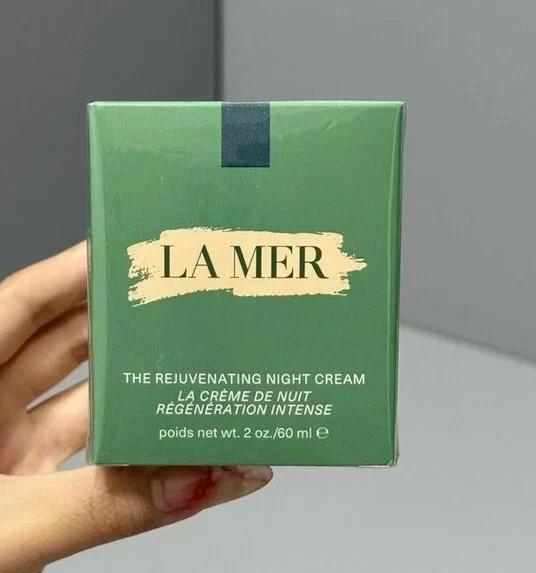 LA MER
THE REJUVENATING NIGHT CREAM
LA CRÈME DE NUIT
RÉGÉNÉRATION INTENSE
poids net wt. 2 oz./60 ml ℮